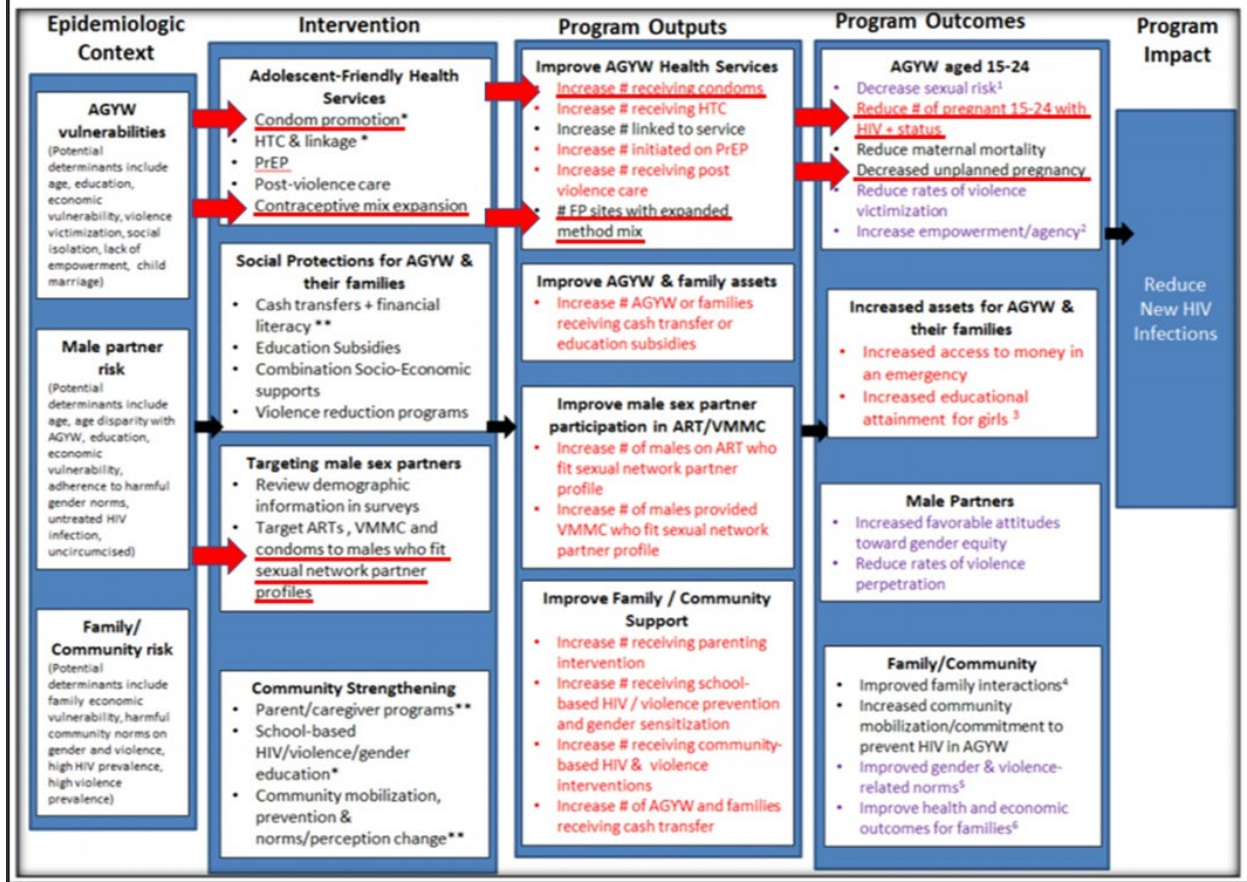 Epidemiologic
Context
AGYW
vulnerabilities
(Potential
determinants include
age, education,
economic
vulnerability, violence
victimization, social
isolation, lack of
empowerment, child
marriage)
Male partner
risk
(Potential
determinants include
age, age disparity with
AGYW, education,
economic
vulnerability,
adherence to harmful
gender norms,
untreated HIV
infection,
uncircumcised)
Family/
Community risk
(Potential
determinants include
family economic
vulnerability, harmful
community norms on
gender and violence,
high HIV prevalence,
high violence
prevalence)
Intervention
Adolescent-Friendly Health
Services
• Condom promotion*
• HTC & linkage *
• PrEP
• Post-violence care
• Contraceptive mix expansion
Social Protections for AGYW &
their families
• Cash transfers + financial
literacy **
• Education Subsidies
• Combination Socio-Economic
supports
• Violence reduction programs
Targeting male sex partners
• Review demographic
information in surveys
• Target ARTs , VMMC and
condoms to males who fit
sexual network partner
profiles
Community Strengthening
• Parent/caregiver programs**
• School-based
HIV/violence/gender
education*
• Community mobilization,
prevention &
norms/perception change**
Program Outputs
Improve AGYW Health Services
• Increase # receiving condoms
• Increase # receiving HTC
• Increase # linked to service
• Increase # initiated on PrEP
• Increase # receiving post
violence care
• # FP sites with expanded
method mix
Improve AGYW & family assets
• Increase # AGYW or families
receiving cash transfer or
education subsidies
Improve male sex partner
participation in ART/VMMC
• Increase # of males on ART who
fit sexual network partner
profile
• Increase # of males provided
VMMC who fit sexual network
partner profile
Improve Family / Community
Support
• Increase # receiving parenting
intervention
• Increase # receiving school-
based HIV / violence prevention
and gender sensitization
• Increase # receiving community-
based HIV & violence
interventions
• Increase # of AGYW and families
receiving cash transfer
Program Outcomes
AGYW aged 15-24
• Decrease sexual risk¹
• Reduce # of pregnant 15-24 with
HIV + status
• Reduce maternal mortality
• Decreased unplanned pregnancy
• Reduce rates of violence
victimization
• Increase empowerment/agency²
Increased assets for AGYW &
their families
• Increased access to money in
an emergency
• Increased educational
attainment for girls ³
Male Partners
• Increased favorable attitudes
toward gender equity
• Reduce rates of violence
perpetration
Family/Community
• Improved family interactions⁴
• Increased community
mobilization/commitment to
prevent HIV in AGYW
• Improved gender & violence-
related norms⁵
• Improve health and economic
outcomes for families⁶
Program
Impact
Reduce
New HIV
Infections